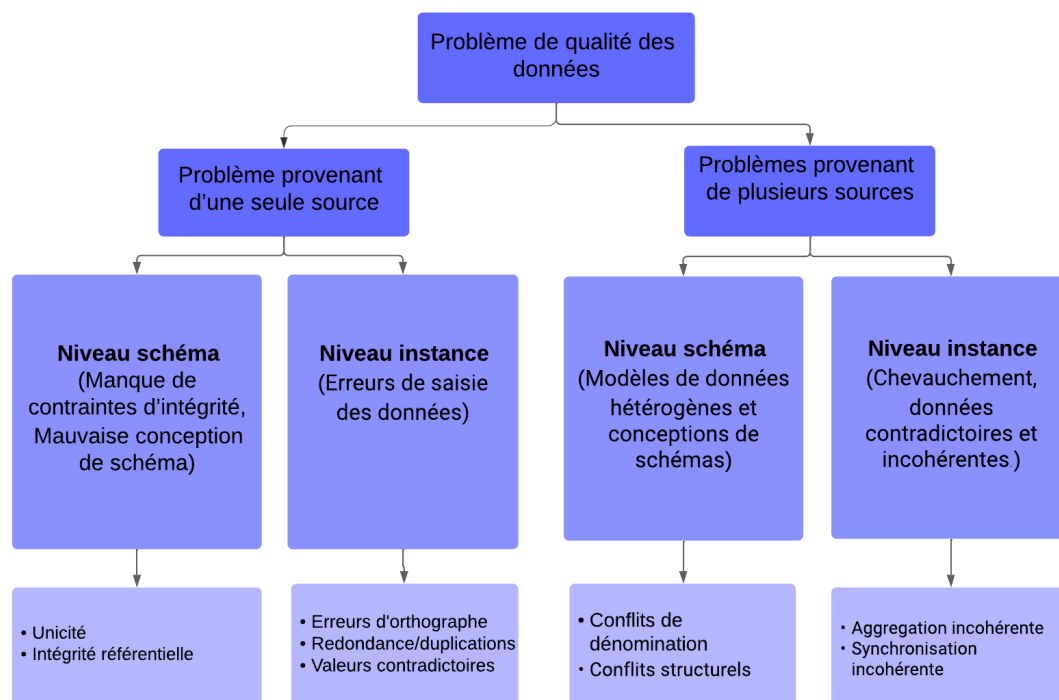 Problème de qualité des
données
Problème provenant
d'une seule source
Problèmes provenant
de plusieurs sources
Niveau schéma
(Manque de
contraintes d'intégrité,
Mauvaise conception
de schéma)
Niveau instance
(Erreurs de saisie
des données)
Niveau schéma
(Modèles de données
hétérogènes et
conceptions de
schémas)
Niveau instance
(Chevauchement,
données
contradictoires et
incohérentes.)
• Unicité
• Intégrité référentielle
• Erreurs d'orthographe
• Redondance/duplications
• Valeurs contradictoires
• Conflits de
dénomination
• Conflits structurels
• Aggregation incohérente
• Synchronisation
incohérente